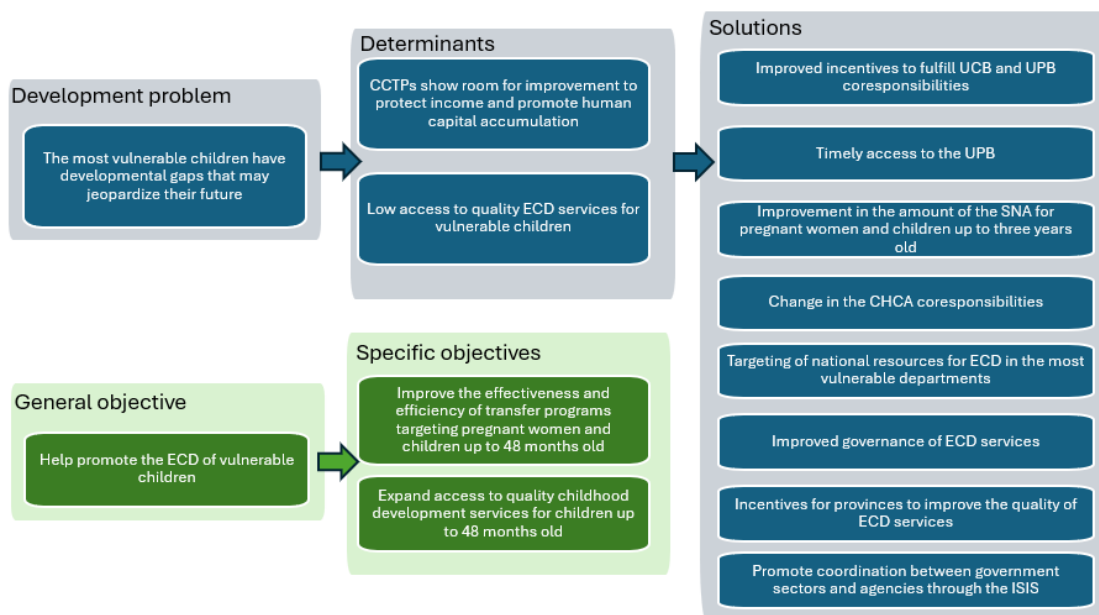 Development problem
The most vulnerable children have
developmental gaps that may
jeopardize their future
Determinants
CCTPs show room for improvement to
protect income and promote human
capital accumulation
Low access to quality ECD services for
vulnerable children
Solutions
Improved incentives to fulfill UCB and UPB
coresponsibilities
Timely access to the UPB
Improvement in the amount of the SNA for
pregnant women and children up to three years
old
Change in the CHCA coresponsibilities
Targeting of national resources for ECD in the most
vulnerable departments
Improved governance of ECD services
Incentives for provinces to improve the quality of
ECD services
Promote coordination between government
sectors and agencies through the ISIS
General objective
Help promote the ECD of vulnerable
children
Specific objectives
Improve the effectiveness and
efficiency of transfer programs
targeting pregnant women and
children up to 48 months old
Expand access to quality childhood
development services for children up
to 48 months old